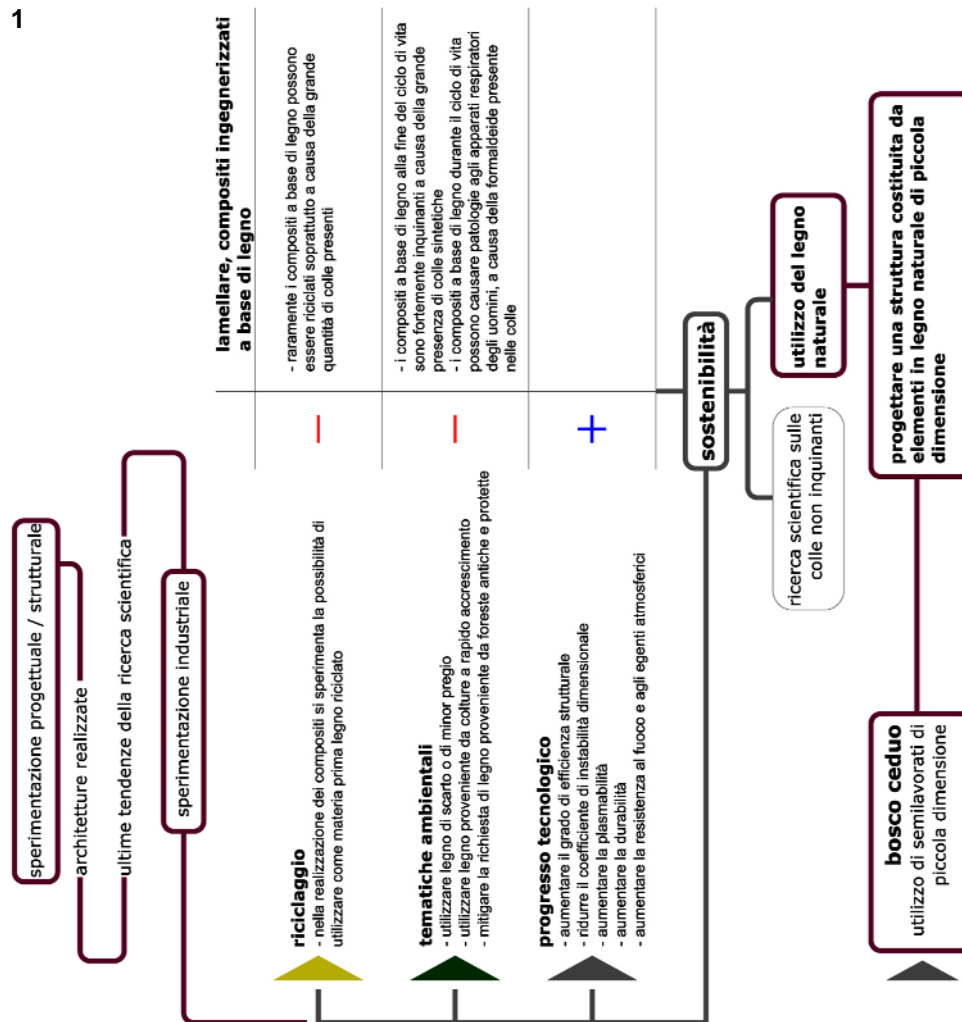 1
sperimentazione progettuale / strutturale
architetture realizzate
ultime tendenze della ricerca scientifica
sperimentazione industriale
lamellare, compositi ingegnerizzati
a base di legno
riciclaggio
- nella realizzazione dei compositi si sperimenta la possibilità di
utilizzare come materia prima legno riciclato
- raramente i compositi a base di legno possono
essere riciclati soprattutto a causa della grande
quantità di colle presenti
tematiche ambientali
- utilizzare legno di scarto o di minor pregio
- utilizzare legno proveniente da colture a rapido accrescimento
- mitigare la richiesta di legno proveniente da foreste antiche e protette
- i compositi a base di legno alla fine del ciclo di vita
sono fortemente inquinanti a causa della grande
presenza di colle sintetiche
- i compositi a base di legno durante il ciclo di vita
possono causare patologie agli apparati respiratori
degli uomini, a causa della formaldeide presente
nelle colle
progresso tecnologico
- aumentare il grado di efficienza strutturale
- ridurre il coefficiente di instabilità dimensionale
- aumentare la plasmabilità
- aumentare la durabilità
- aumentare la resistenza al fuoco e agli egenti atmosferici
sostenibilità
ricerca scientifica sulle
colle non inquinanti
utilizzo del legno
naturale
bosco ceduo
utilizzo di semilavorati di
piccola dimensione
progettare una struttura costituita da
elementi in legno naturale di piccola
dimensione